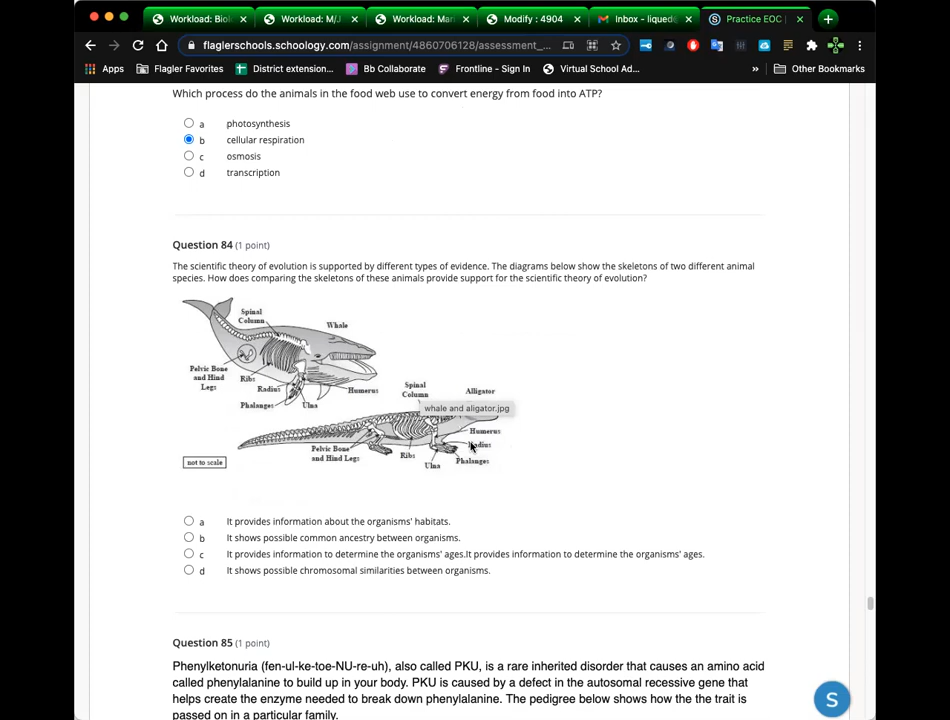 Workload: Biol
Workload: M/J
Workload: Mar
Modify : 4904
Inbox - liquede
Practice EOC
flaglerschools.schoology.com/assignment/4860706128/assessment_...
Apps
Flagler Favorites
District extension...
Bb Collaborate
Frontline - Sign In
Virtual School Ad...
»
Other Bookmarks
Which process do the animals in the food web use to convert energy from food into ATP?
a photosynthesis
b cellular respiration
c osmosis
d transcription
Question 84 (1 point)
The scientific theory of evolution is supported by different types of evidence. The diagrams below show the skeletons of two different animal
species. How does comparing the skeletons of these animals provide support for the scientific theory of evolution?
Spinal
Column
Whale
Pelvic Bone
and Hind
Legs
Ribs
Radius
Humerus
Phalanges
Ulna
Spinal
Column
Alligator
whale and aligator.jpg
Humerus
Pelvic Bone
and Hind Legs
Ribs
Ulna
Phalanges
not to scale
a It provides information about the organisms' habitats.
b It shows possible common ancestry between organisms.
c It provides information to determine the organisms' ages.It provides information to determine the organisms' ages.
d It shows possible chromosomal similarities between organisms.
Question 85 (1 point)
Phenylketonuria (fen-ul-ke-toe-NU-re-uh), also called PKU, is a rare inherited disorder that causes an amino acid
called phenylalanine to build up in your body. PKU is caused by a defect in the autosomal recessive gene that
helps create the enzyme needed to break down phenylalanine. The pedigree below shows how the the trait is
passed on in a particular family.
S